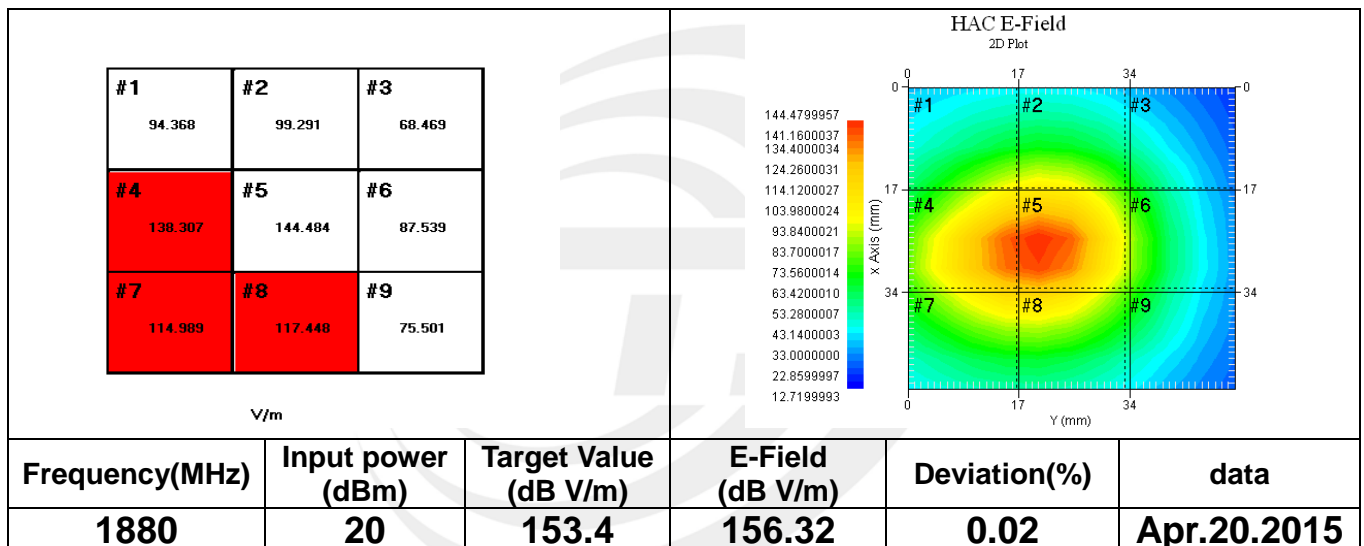 #1 #2 #3
94.368 99.291 68.469
#4 #5 #6
138.307 144.484 87.539
#7 #8 #9
114.989 117.448 75.501
V/m
HAC E-Field
2D Plot
144.4799957
141.1600037
134.4000034
124.2600031
114.1200027
103.9800024
93.8400021
83.7000017
73.5600014
63.4200010
53.2800007
43.1400003
33.0000000
22.8599997
12.7199993
0 17 34
0 0
#1 #2 #3
17 17
#4 #5 #6
x Axis (mm)
34 34
#7 #8 #9
0 17 34
Y (mm)
Frequency(MHz) Input power (dBm) Target Value (dB V/m) E-Field (dB V/m) Deviation(%) data
1880 20 153.4 156.32 0.02 Apr.20.2015